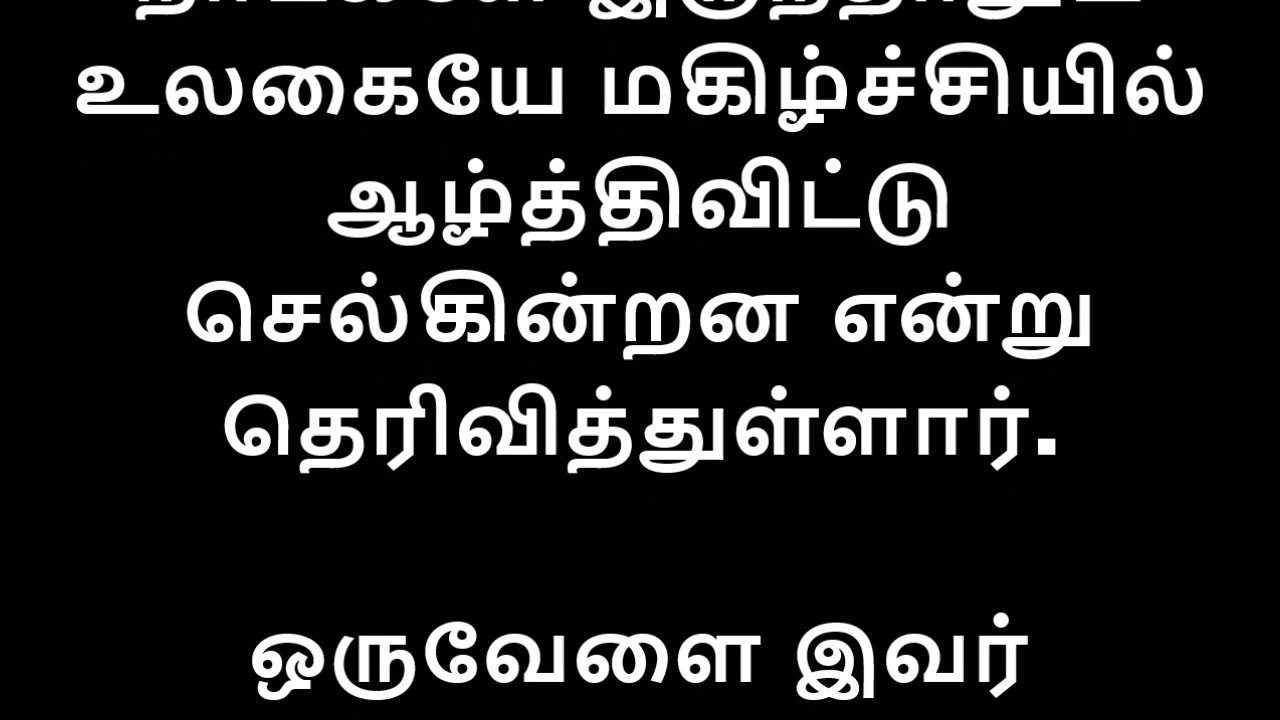 உலகையே மகிழ்ச்சியில்
ஆழ்த்திவிட்டு
செல்கின்றன என்று
தெரிவித்துள்ளார்.
ஒருவேளை இவர்